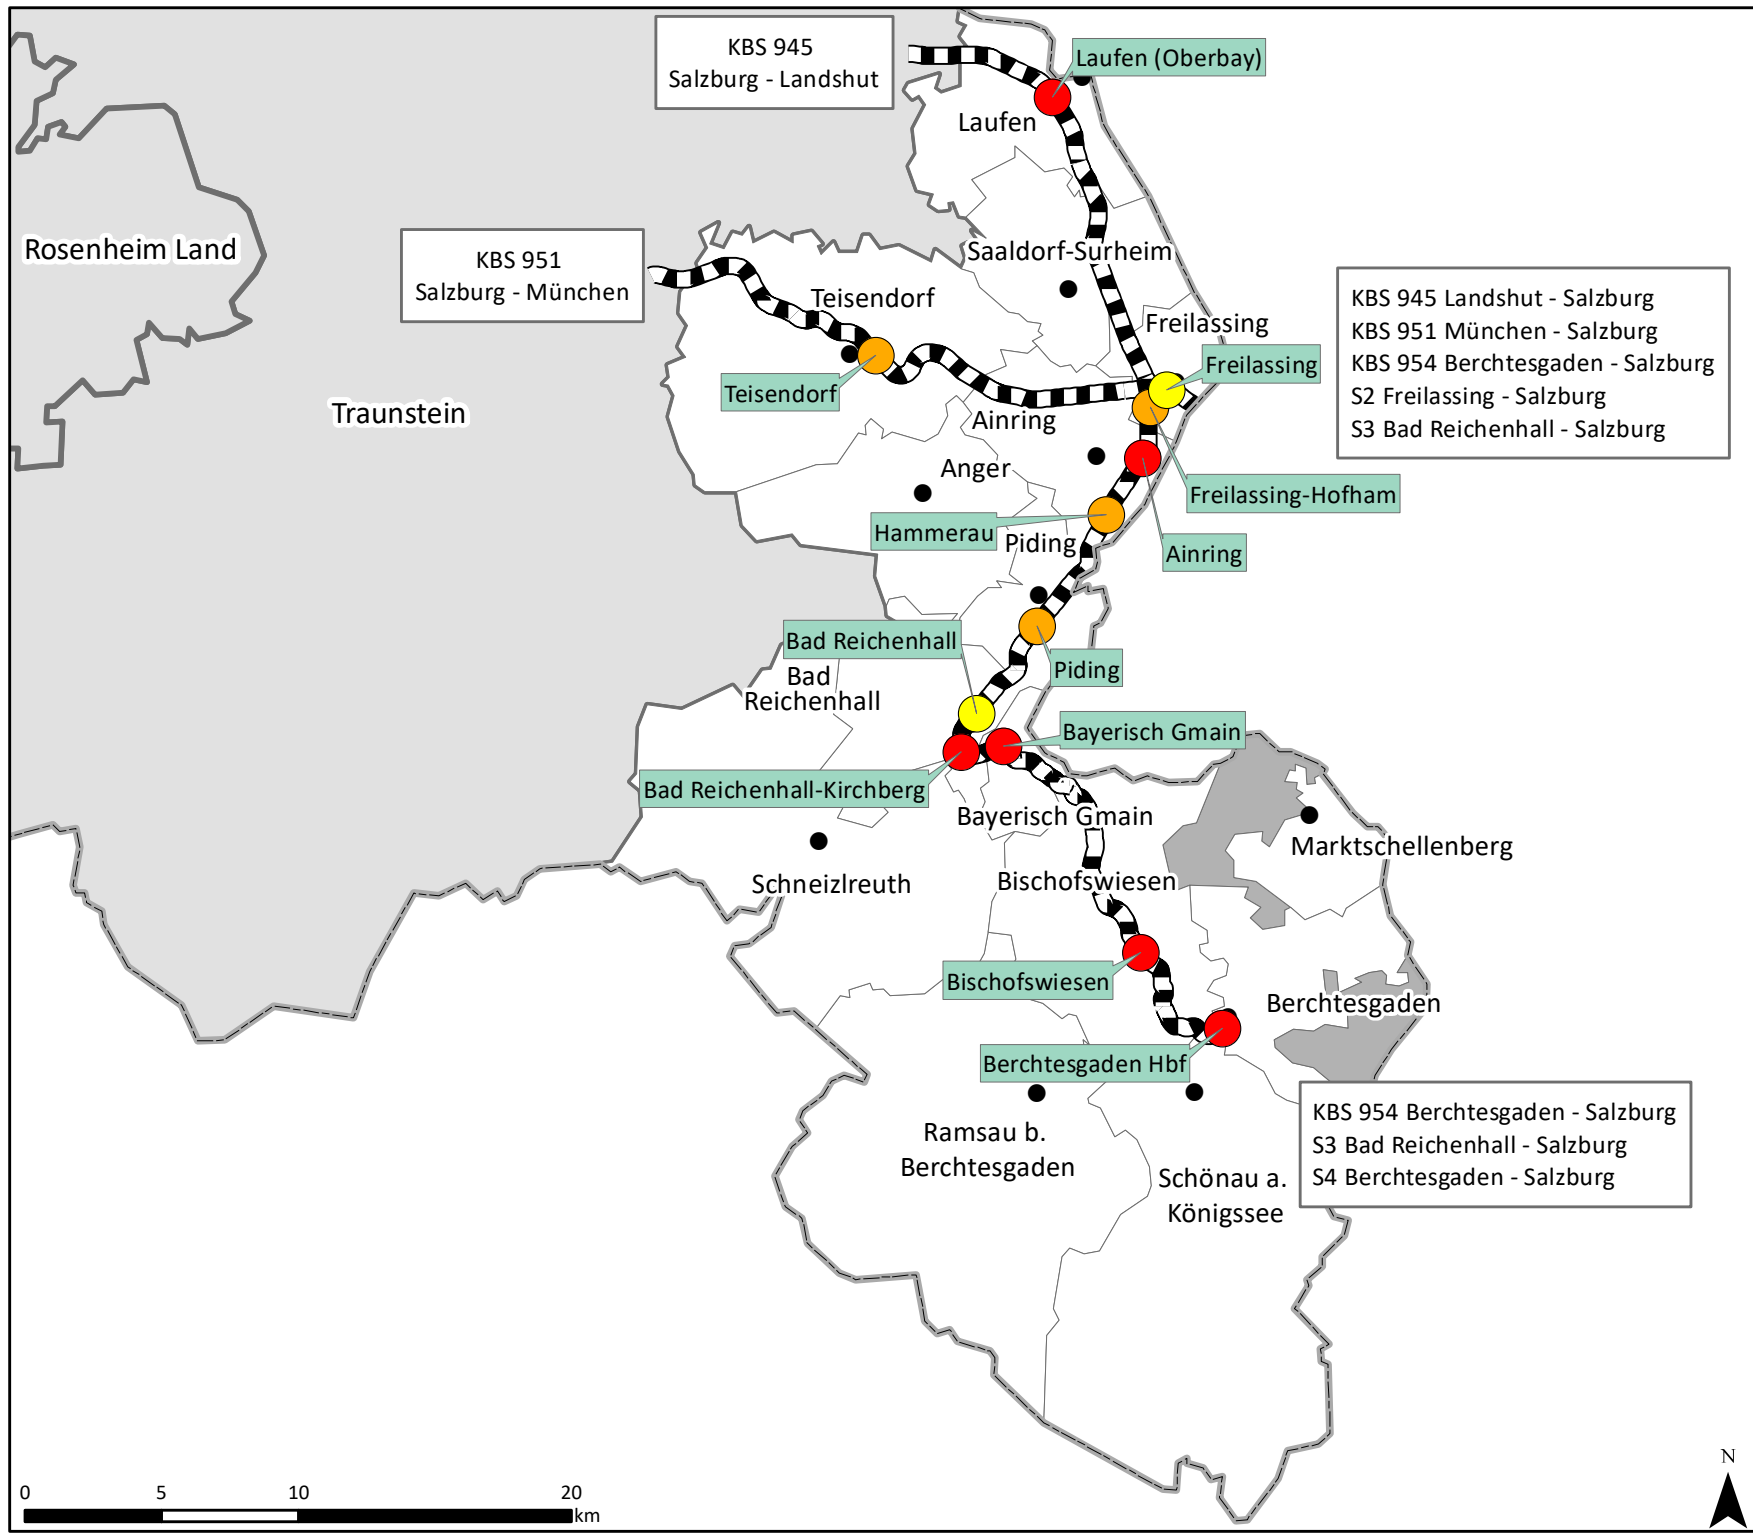 KBS 945
Salzburg - Landshut
Laufen (Oberbay)
Laufen
Rosenheim Land
KBS 951
Salzburg - München
Saaldorf-Surheim
Teisendorf
Freilassing
KBS 945 Landshut - Salzburg
KBS 951 München - Salzburg
KBS 954 Berchtesgaden - Salzburg
S2 Freilassing - Salzburg
S3 Bad Reichenhall - Salzburg
Freilassing
Teisendorf
Traunstein
Ainring
Anger
Freilassing-Hofham
Hammerau
Piding
Ainring
Bad Reichenhall
Piding
Bad
Reichenhall
Bayerisch Gmain
Bad Reichenhall-Kirchberg
Bayerisch Gmain
Marktschellenberg
Schneizlreuth
Bischofswiesen
Bischofswiesen
Berchtesgaden
Berchtesgaden Hbf
KBS 954 Berchtesgaden - Salzburg
S3 Bad Reichenhall - Salzburg
S4 Berchtesgaden - Salzburg
Ramsau b.
Berchtesgaden
Schönau a.
Königssee
N
0 5 10 20
km